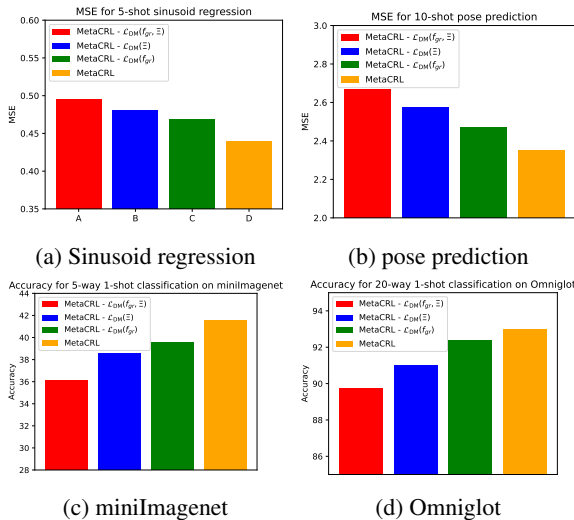 MSE for 5-shot sinusoid regression
0.60
0.55
0.50
0.45
0.40
0.35
MSE
MetaCRL - ℒDM(fgr, Ξ)
MetaCRL - ℒDM(Ξ)
MetaCRL - ℒDM(fgr)
MetaCRL
A B C D
(a) Sinusoid regression
MSE for 10-shot pose prediction
3.0
2.8
2.6
2.4
2.2
2.0
MSE
MetaCRL - ℒDM(fgr, Ξ)
MetaCRL - ℒDM(Ξ)
MetaCRL - ℒDM(fgr)
MetaCRL
(b) pose prediction
Accuracy for 5-way 1-shot classification on miniImagenet
44
42
40
38
36
34
32
30
28
Accuracy
MetaCRL - ℒDM(fgr, Ξ)
MetaCRL - ℒDM(Ξ)
MetaCRL - ℒDM(fgr)
MetaCRL
(c) miniImagenet
Accuracy for 20-way 1-shot classification on Omniglot
94
92
90
88
86
Accuracy
MetaCRL - ℒDM(fgr, Ξ)
MetaCRL - ℒDM(Ξ)
MetaCRL - ℒDM(fgr)
MetaCRL
(d) Omniglot